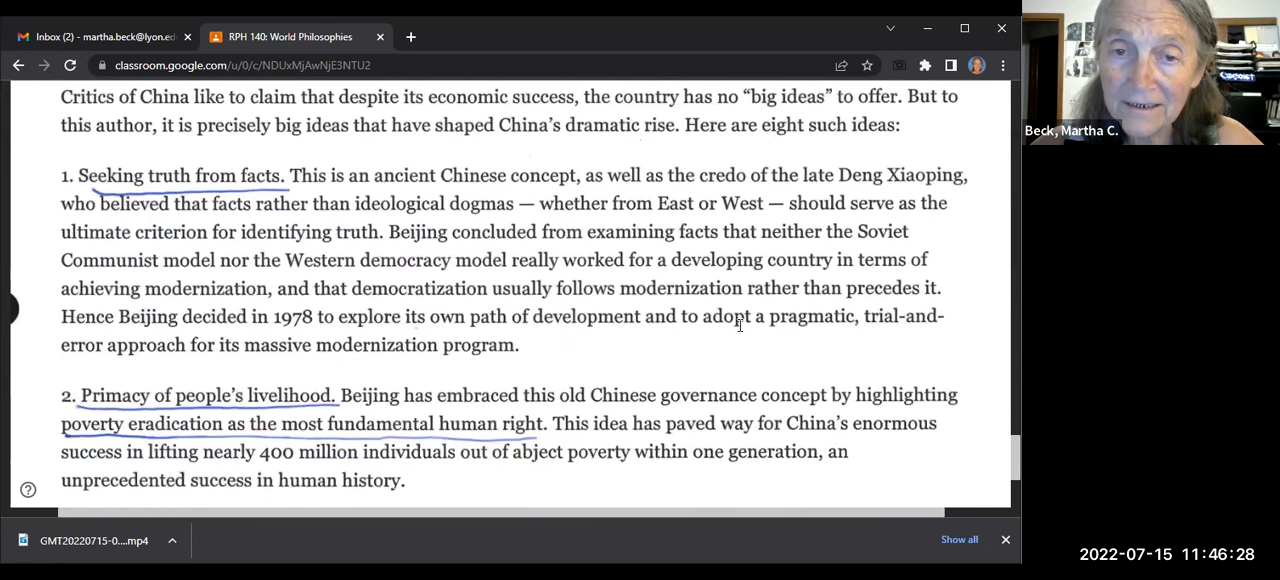 Inbox (2) - martha.beck@lyon.ed
RPH 140: World Philosophies
classroom.google.com/u/0/c/NDUxMjAwNjE3NTU2
Critics of China like to claim that despite its economic success, the country has no “big ideas” to offer. But to
this author, it is precisely big ideas that have shaped China’s dramatic rise. Here are eight such ideas:
1. Seeking truth from facts. This is an ancient Chinese concept, as well as the credo of the late Deng Xiaoping,
who believed that facts rather than ideological dogmas — whether from East or West — should serve as the
ultimate criterion for identifying truth. Beijing concluded from examining facts that neither the Soviet
Communist model nor the Western democracy model really worked for a developing country in terms of
achieving modernization, and that democratization usually follows modernization rather than precedes it.
Hence Beijing decided in 1978 to explore its own path of development and to adopt a pragmatic, trial-and-
error approach for its massive modernization program.
2. Primacy of people’s livelihood. Beijing has embraced this old Chinese governance concept by highlighting
poverty eradication as the most fundamental human right. This idea has paved way for China’s enormous
success in lifting nearly 400 million individuals out of abject poverty within one generation, an
unprecedented success in human history.
GMT20220715-0....mp4
Show all
Beck, Martha C.
2022-07-15 11:46:28